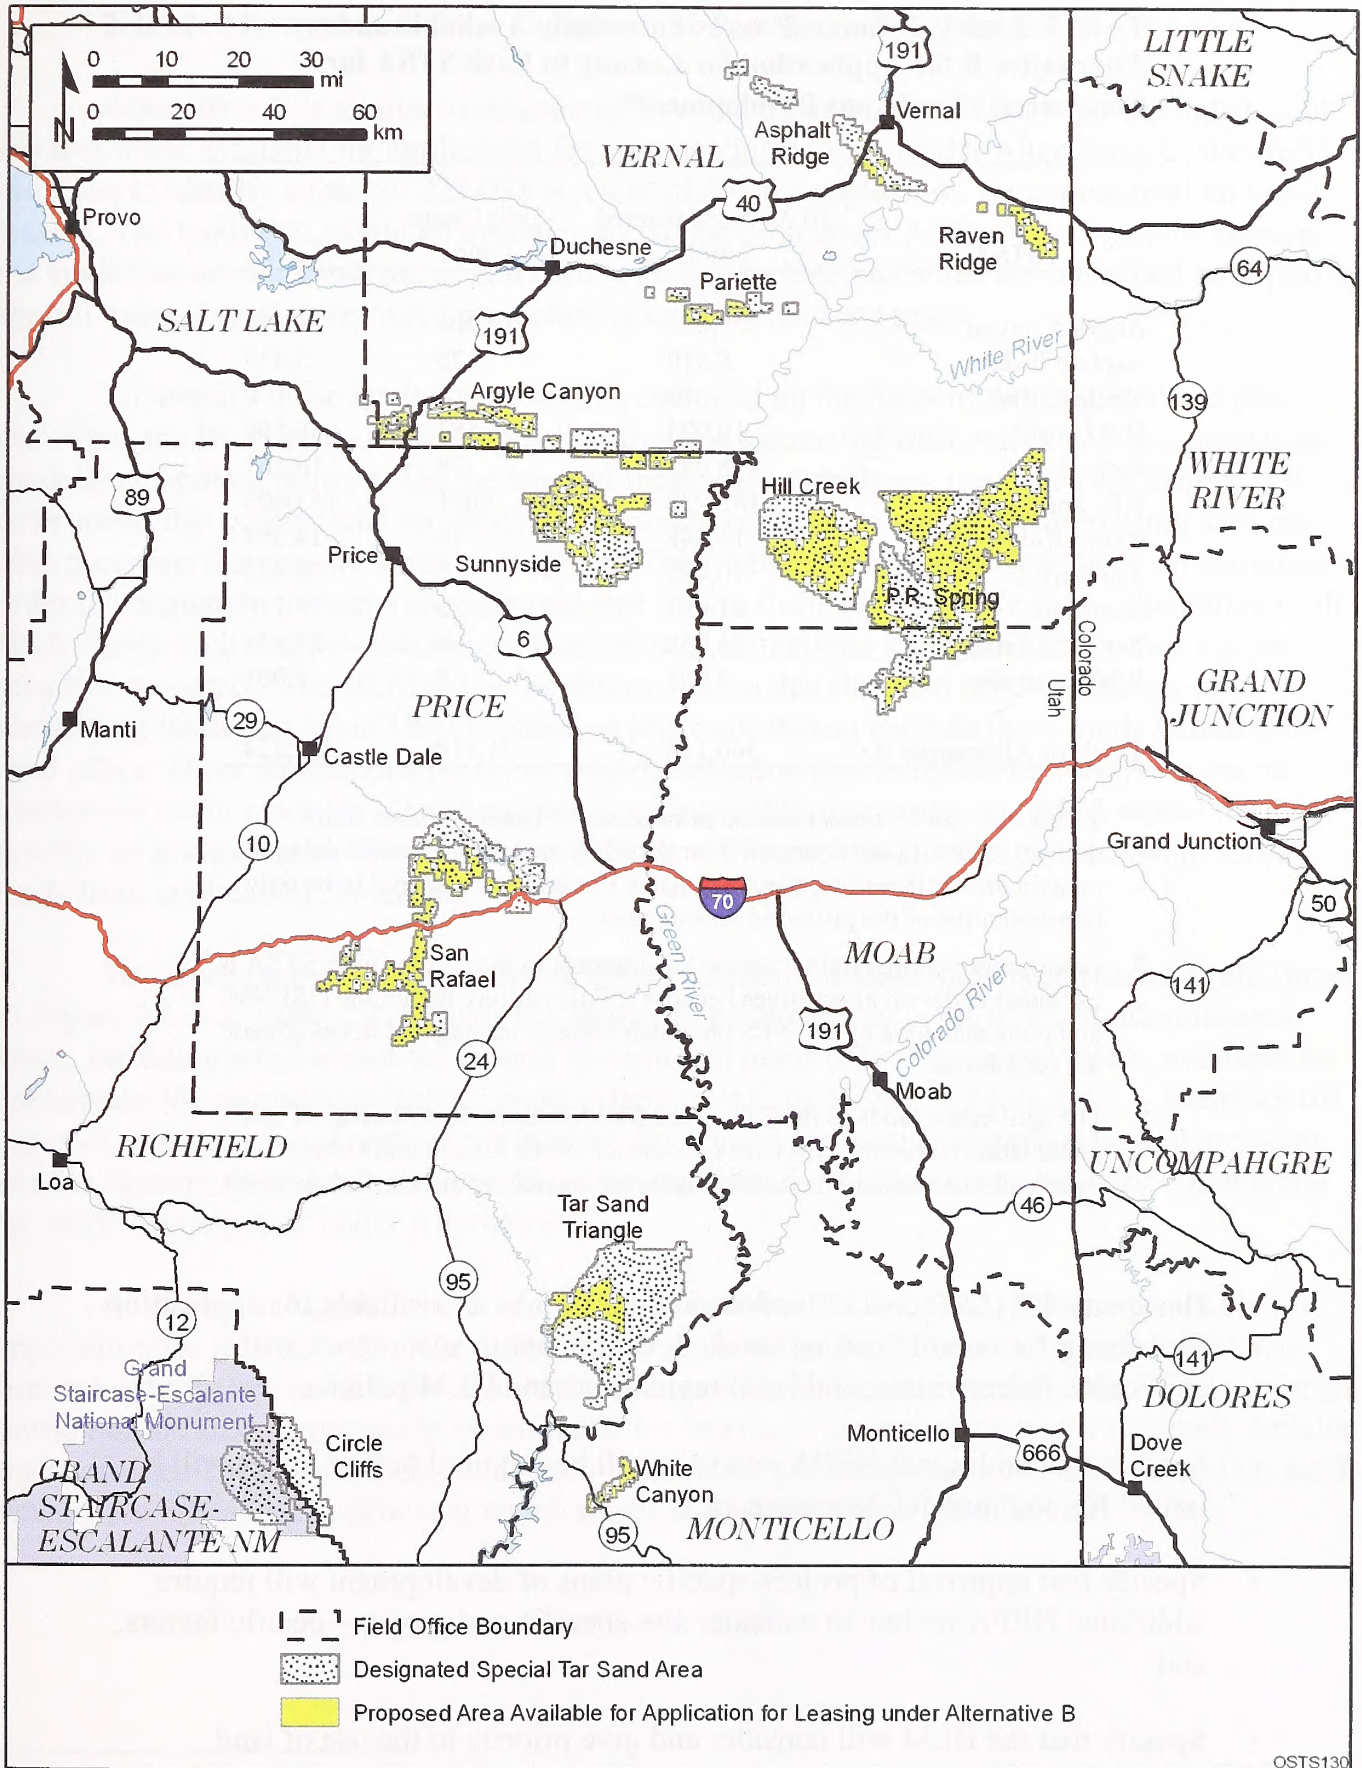 0 10 20 30
mi
0 20 40 60
km
N
191
LITTLE
SNAKE
Vernal
Asphalt
Ridge
VERNAL
40
Provo
Duchesne
Raven
Ridge
64
Pariette
SALT LAKE
191
White River
Argyle Canyon
139
WHITE
RIVER
89
Hill Creek
Price
Sunnyside
P.R. Spring
6
Colorado
Utah
PRICE
GRAND
JUNCTION
29
Manti
Castle Dale
10
Grand Junction
70
50
Green River
San
Rafael
MOAB
141
191
Colorado River
24
Moab
RICHFIELD
UNCOMPAHGRE
Loa
46
Tar Sand
Triangle
95
12
141
Grand
Staircase-Escalante
National Monument
DOLORES
Circle
Cliffs
Monticello
666
Dove
Creek
GRAND
STAIRCASE-
ESCALANTE NM
White
Canyon
95
MONTICELLO
Field Office Boundary
Designated Special Tar Sand Area
Proposed Area Available for Application for Leasing under Alternative B
OSTS130